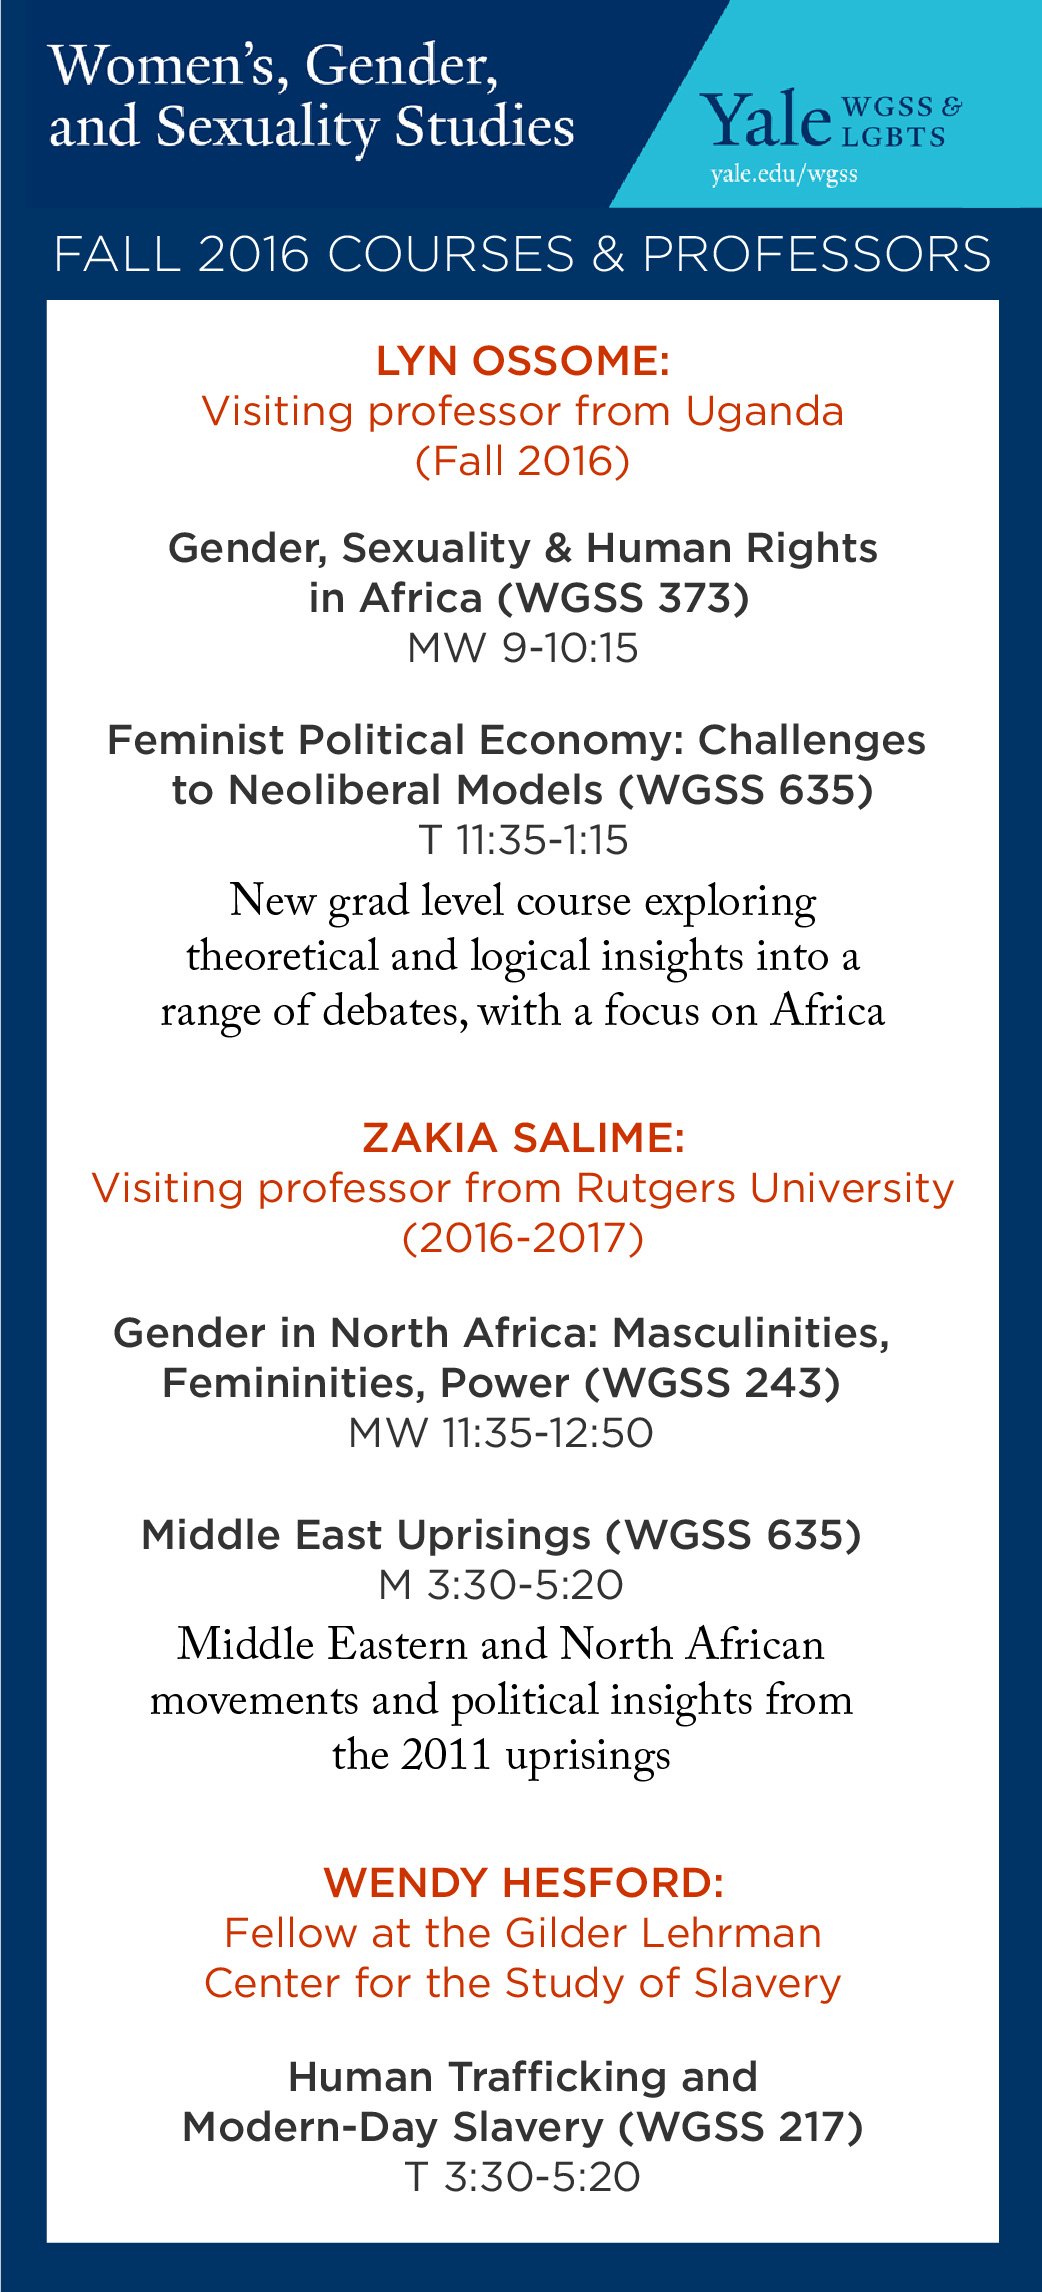 Women's, Gender,
and Sexuality Studies
Yale WGSS &
LGBTS
yale.edu/wgss
FALL 2016 COURSES & PROFESSORS
LYN OSSOME:
Visiting professor from Uganda
(Fall 2016)
Gender, Sexuality & Human Rights
in Africa (WGSS 373)
MW 9-10:15
Feminist Political Economy: Challenges
to Neoliberal Models (WGSS 635)
T 11:35-1:15
New grad level course exploring
theoretical and logical insights into a
range of debates, with a focus on Africa
ZAKIA SALIME:
Visiting professor from Rutgers University
(2016-2017)
Gender in North Africa: Masculinities,
Femininities, Power (WGSS 243)
MW 11:35-12:50
Middle East Uprisings (WGSS 635)
M 3:30-5:20
Middle Eastern and North African
movements and political insights from
the 2011 uprisings
WENDY HESFORD:
Fellow at the Gilder Lehrman
Center for the Study of Slavery
Human Trafficking and
Modern-Day Slavery (WGSS 217)
T 3:30-5:20